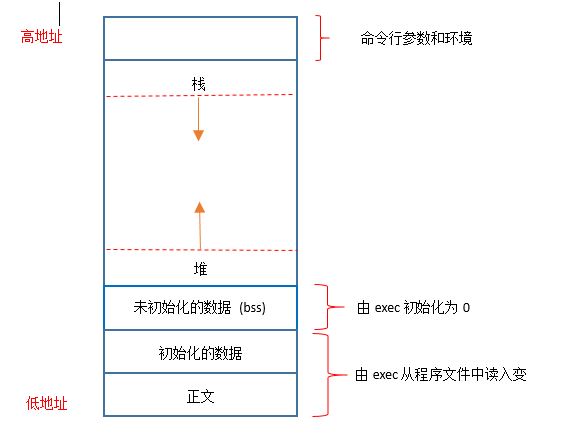 高地址
命令行参数和环境
栈
堆
未初始化的数据 (bss)
由 exec 初始化为 0
初始化的数据
由 exec 从程序文件中读入变
正文
低地址